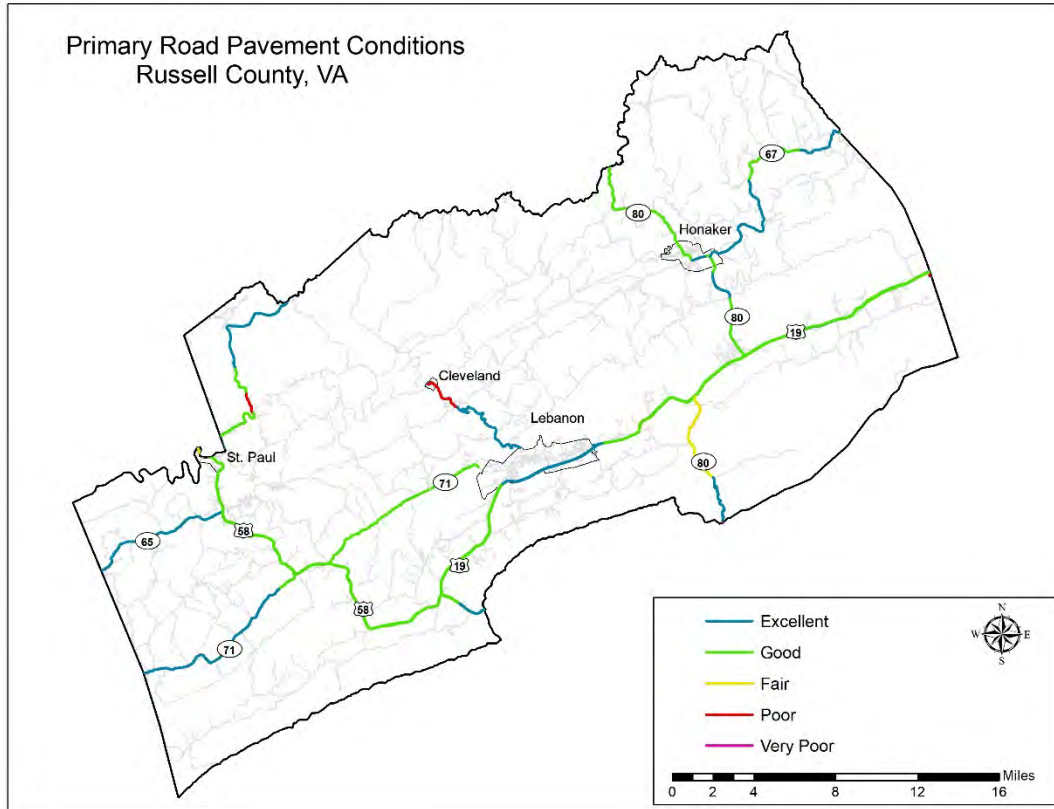 Primary Road Pavement Conditions
Russell County, VA
67
80
Honaker
80
19
Cleveland
Lebanon
St. Paul
71
80
58
65
19
58
71
Excellent
Good
Fair
Poor
Very Poor
N
W E
S
Miles
0 2 4 8 12 16